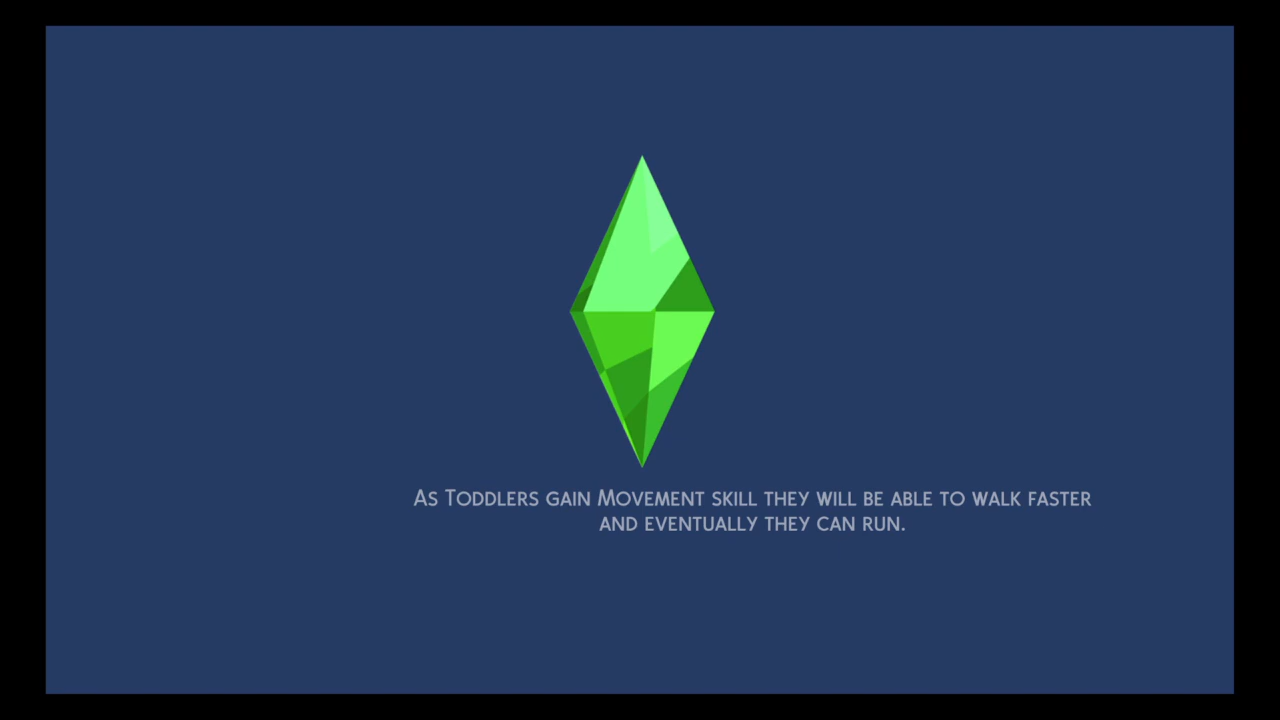 As Toddlers gain Movement skill they will be able to walk faster
and eventually they can run.